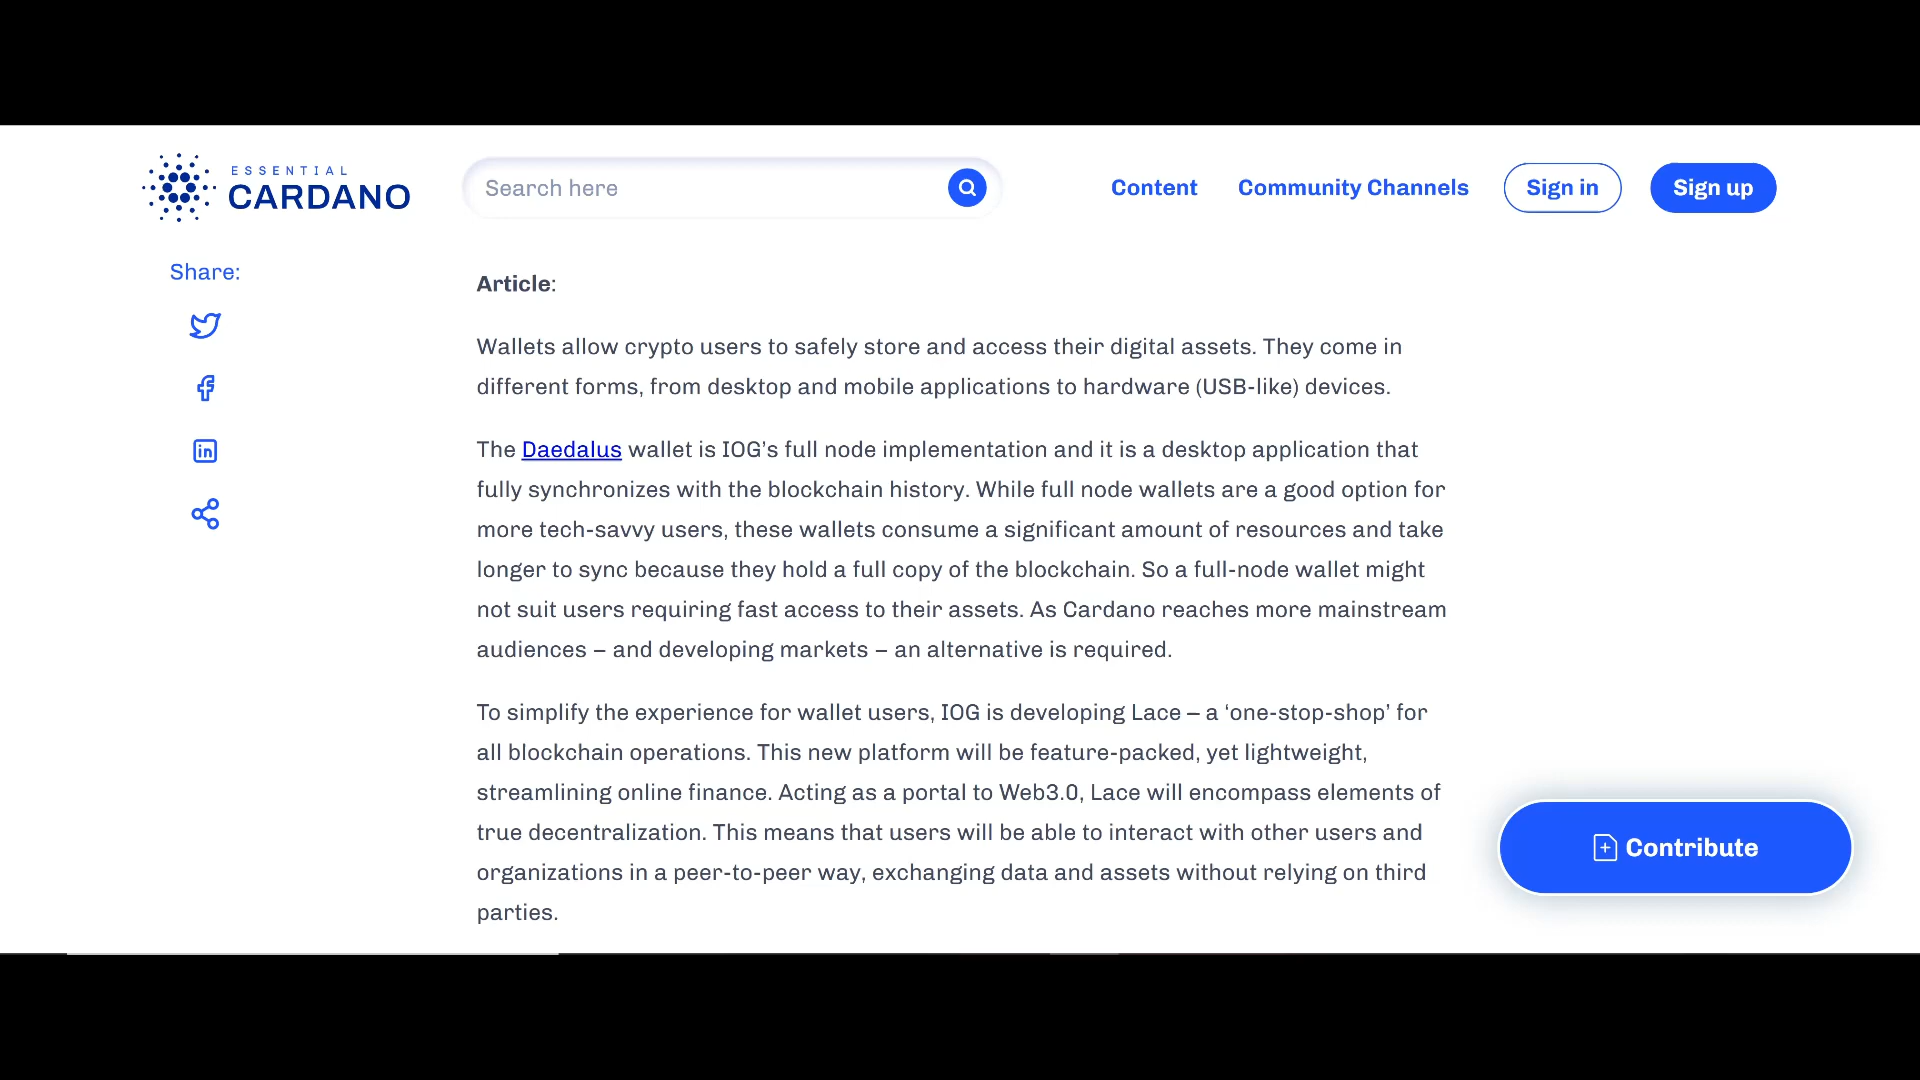 ESSENTIAL
CARDANO
Search here
Content
Community Channels
Sign in
Sign up
Share:
Article:
Wallets allow crypto users to safely store and access their digital assets. They come in
different forms, from desktop and mobile applications to hardware (USB-like) devices.
The Daedalus wallet is IOG’s full node implementation and it is a desktop application that
fully synchronizes with the blockchain history. While full node wallets are a good option for
more tech-savvy users, these wallets consume a significant amount of resources and take
longer to sync because they hold a full copy of the blockchain. So a full-node wallet might
not suit users requiring fast access to their assets. As Cardano reaches more mainstream
audiences – and developing markets – an alternative is required.
To simplify the experience for wallet users, IOG is developing Lace – a ‘one-stop-shop’ for
all blockchain operations. This new platform will be feature-packed, yet lightweight,
streamlining online finance. Acting as a portal to Web3.0, Lace will encompass elements of
true decentralization. This means that users will be able to interact with other users and
organizations in a peer-to-peer way, exchanging data and assets without relying on third
parties.
Contribute